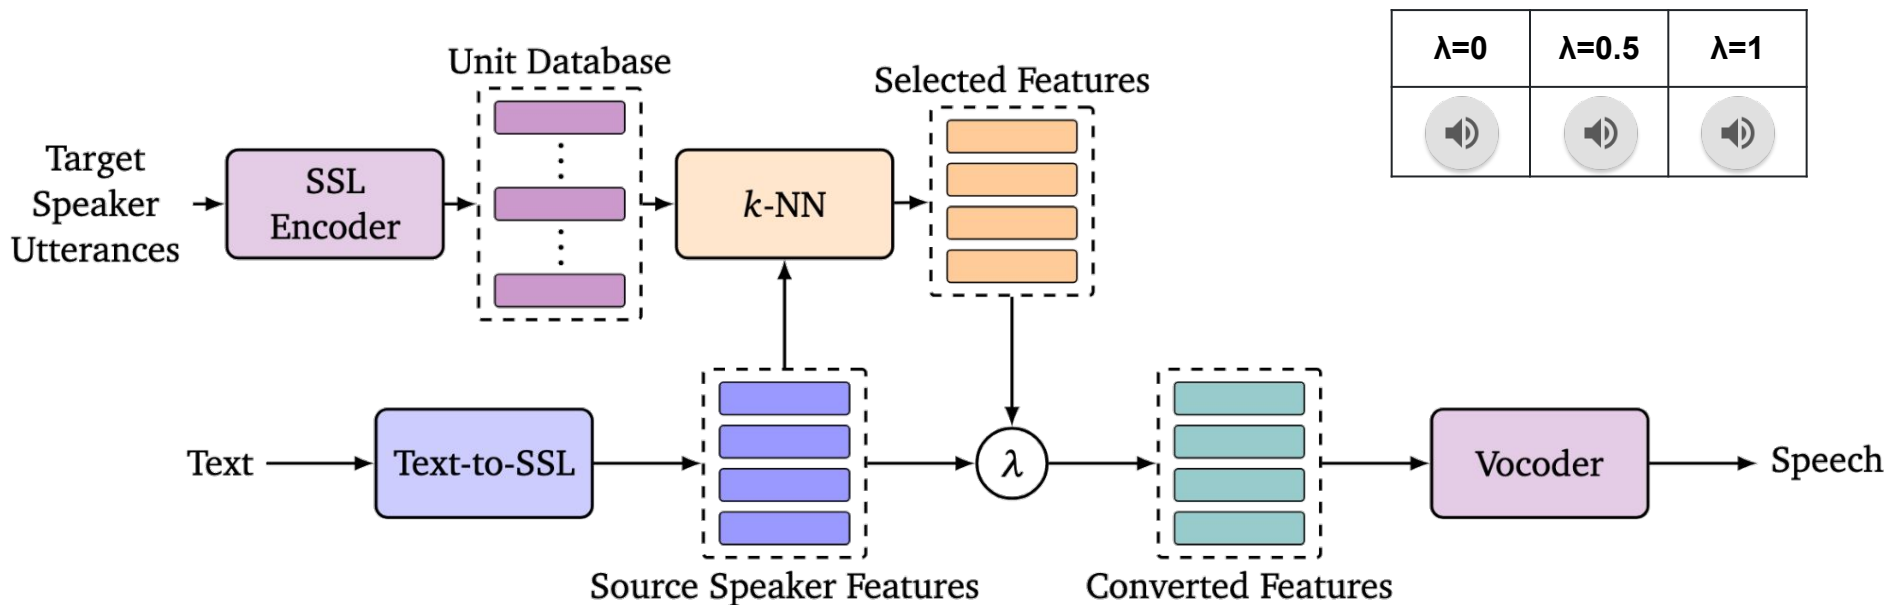 λ=0 λ=0.5 λ=1
Unit Database
Selected Features
Target
Speaker
Utterances
SSL
Encoder
k-NN
Text
Text-to-SSL
λ
Vocoder
Speech
Source Speaker Features
Converted Features